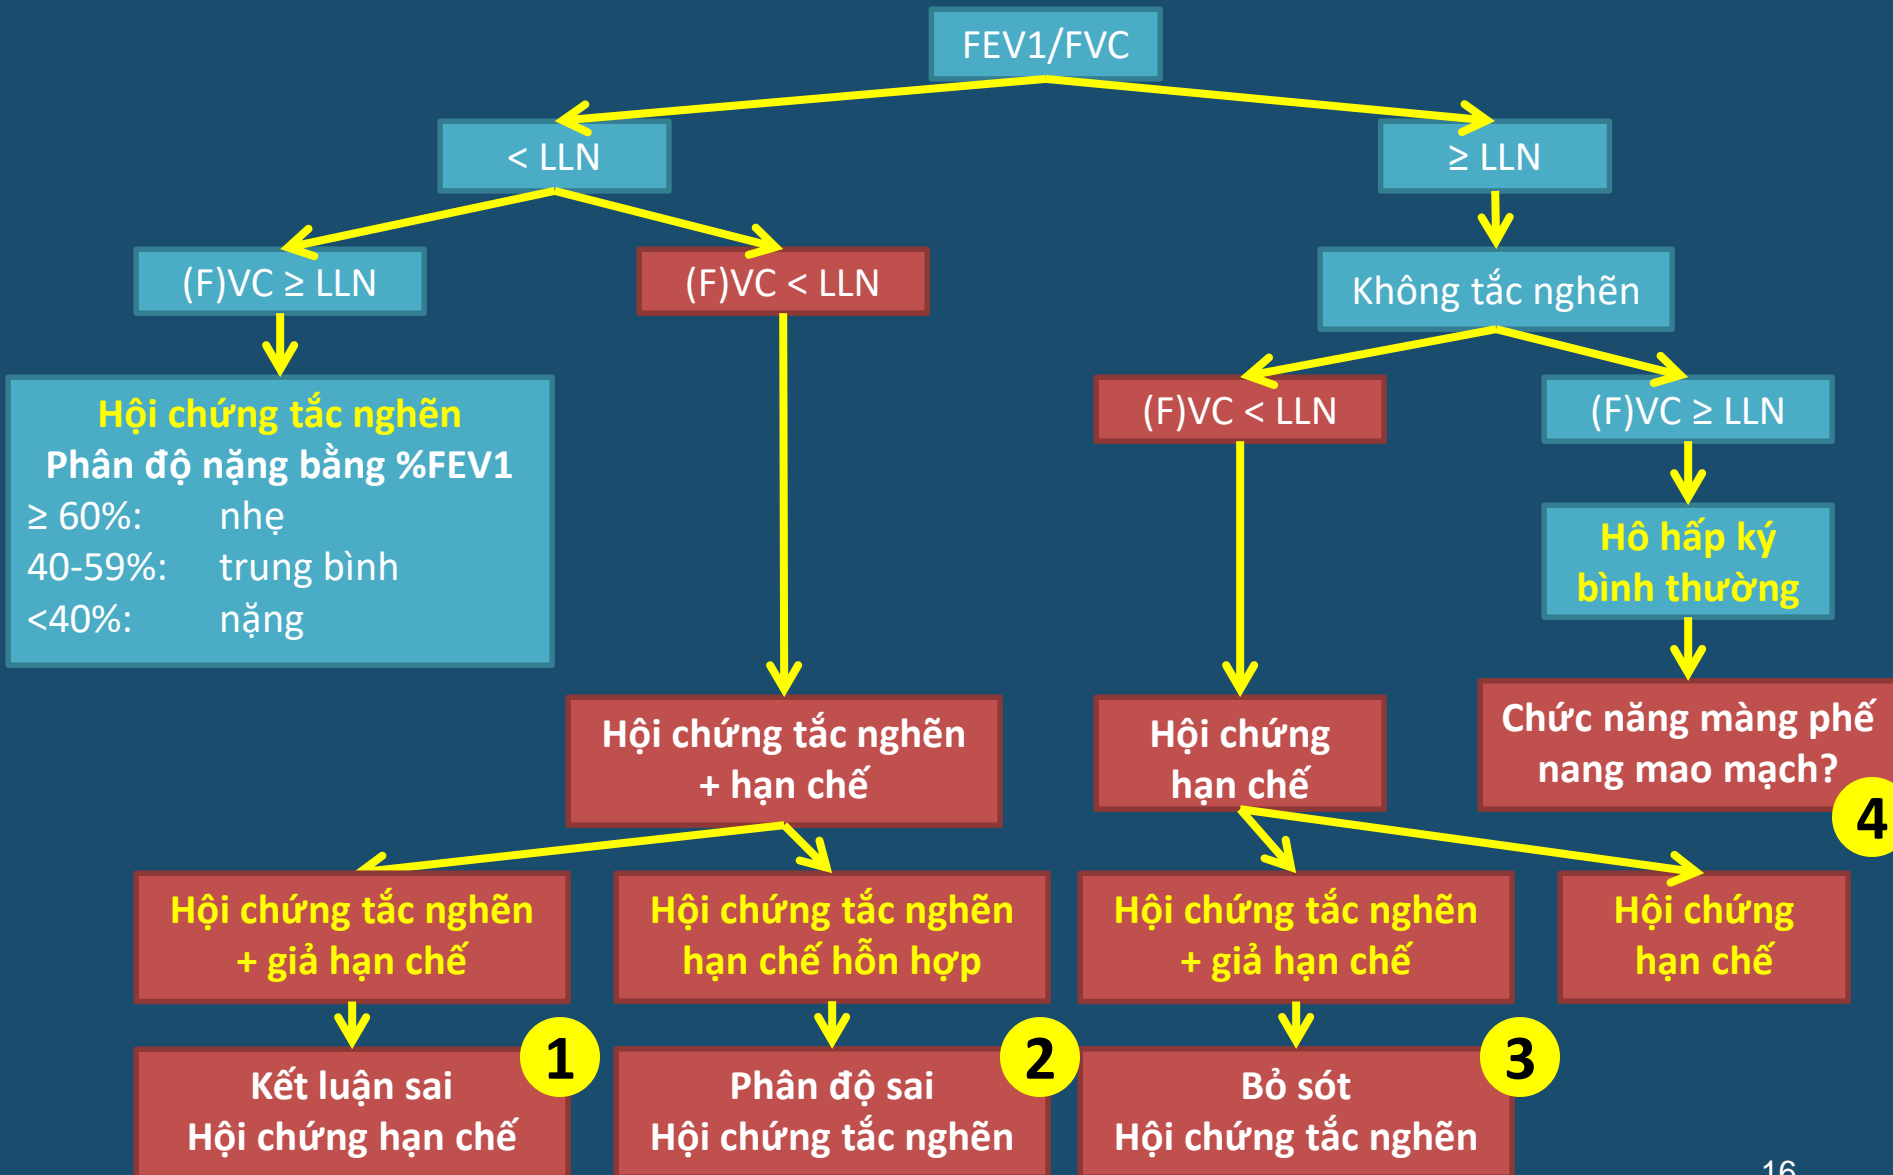 FEV1/FVC
< LLN
≥ LLN
(F)VC ≥ LLN
(F)VC < LLN
Không tắc nghẽn
Hội chứng tắc nghẽn
Phân độ nặng bằng %FEV1
≥ 60%: nhẹ
40-59%: trung bình
<40%: nặng
(F)VC < LLN
(F)VC ≥ LLN
Hô hấp ký
bình thường
Hội chứng tắc nghẽn
+ hạn chế
Hội chứng
hạn chế
Chức năng màng phế
nang mao mạch?
4
Hội chứng tắc nghẽn
+ giả hạn chế
Hội chứng tắc nghẽn
hạn chế hỗn hợp
Hội chứng tắc nghẽn
+ giả hạn chế
Hội chứng
hạn chế
1
Kết luận sai
Hội chứng hạn chế
2
Phân độ sai
Hội chứng tắc nghẽn
3
Bỏ sót
Hội chứng tắc nghẽn
16